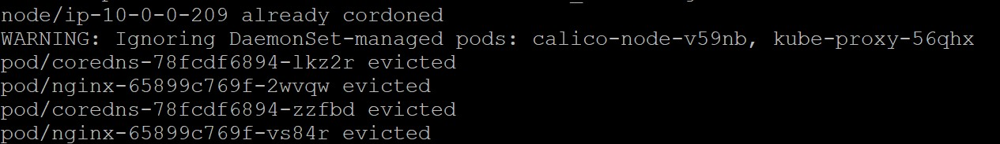 node/ip-10-0-0-209 already cordoned
WARNING: Ignoring DaemonSet-managed pods: calico-node-v59nb, kube-proxy-56qhx
pod/coredns-78fcdf6894-lkz2r evicted
pod/nginx-65899c769f-2wvqw evicted
pod/coredns-78fcdf6894-zzfbd evicted
pod/nginx-65899c769f-vs84r evicted